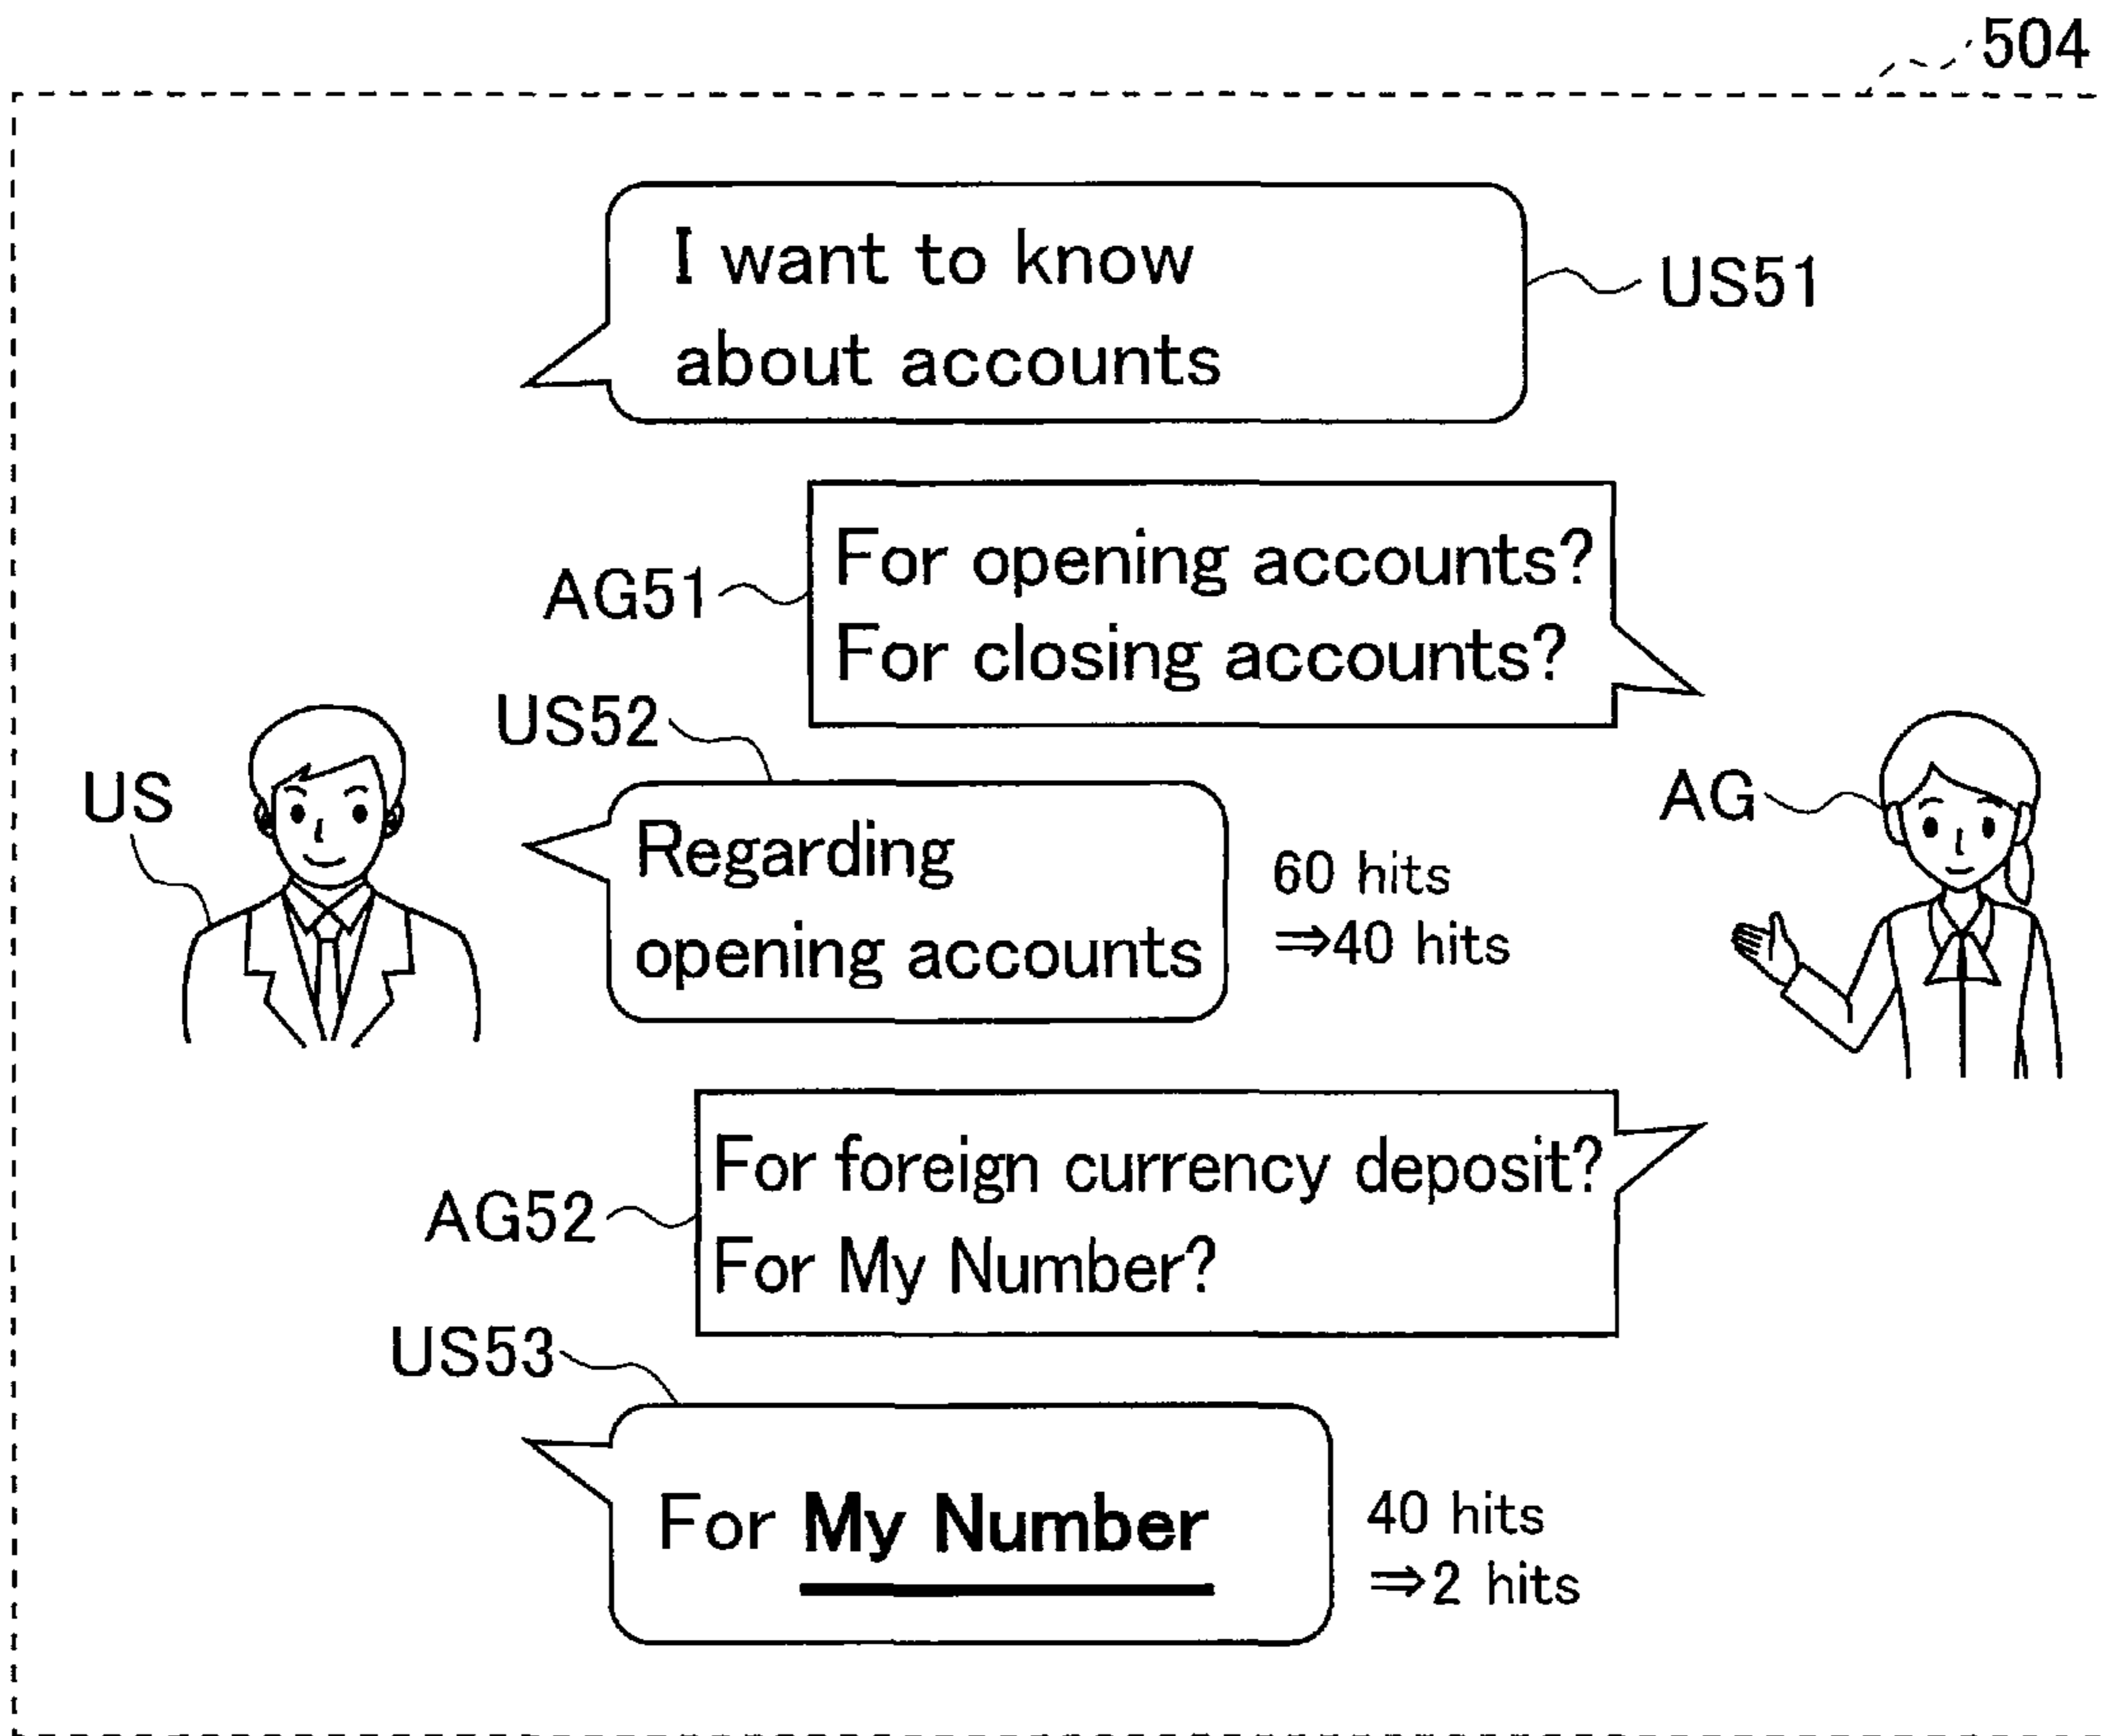 504
I want to know
about accounts
US51
For opening accounts?
For closing accounts?
AG51
US52
US
Regarding
opening accounts
60 hits
⇒40 hits
AG
For foreign currency deposit?
For My Number?
AG52
US53
For My Number
40 hits
⇒2 hits